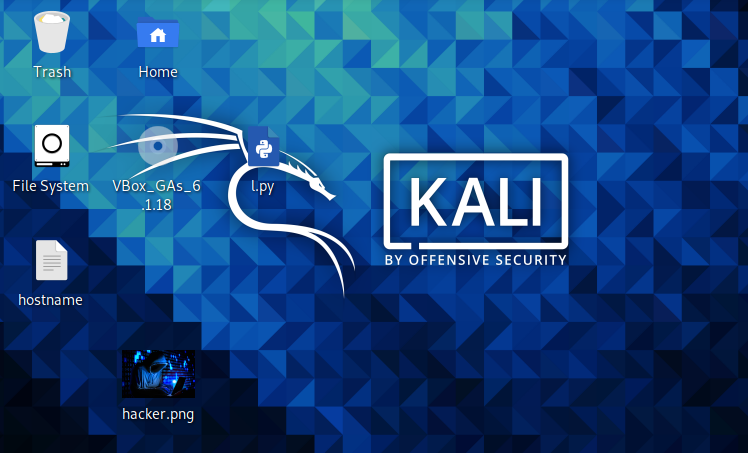 Trash
Home
File System
VBox_GAs_6
.1.18
l.py
KALI
BY OFFENSIVE SECURITY
hostname
hacker.png